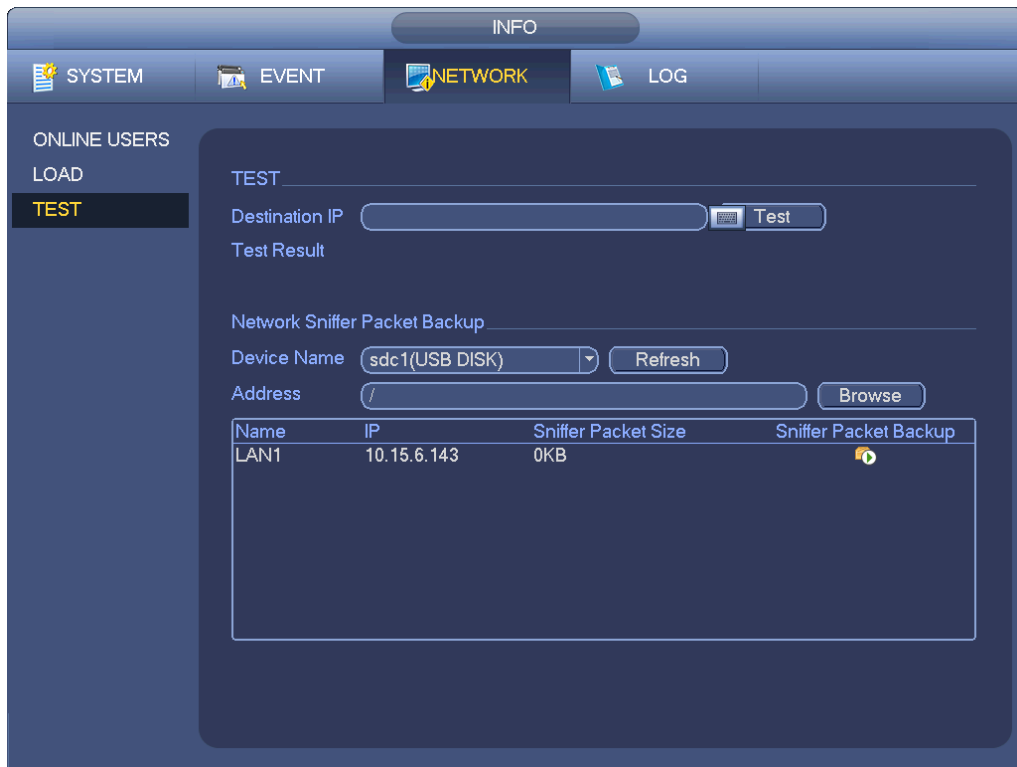 INFO
SYSTEM EVENT NETWORK LOG
ONLINE USERS
LOAD
TEST
TEST
Destination IP Test
Test Result
Network Sniffer Packet Backup
Device Name sdc1(USB DISK) Refresh
Address / Browse
Name IP Sniffer Packet Size Sniffer Packet Backup
LAN1 10.15.6.143 0KB